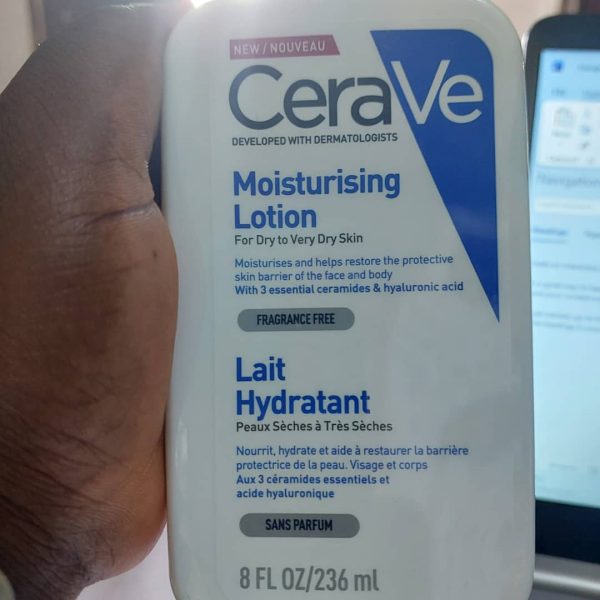 NEW / NOUVEAU
CeraVe
DEVELOPED WITH DERMATOLOGISTS
Moisturising
Lotion
For Dry to Very Dry Skin
Moisturises and helps restore the protective
skin barrier of the face and body
With 3 essential ceramides & hyaluronic acid
FRAGRANCE FREE
Lait
Hydratant
Peaux Sèches à Très Sèches
Nourrit, hydrate et aide à restaurer la barrière
protectrice de la peau. Visage et corps
Aux 3 céramides essentiels et
acide hyaluronique
SANS PARFUM
8 FL OZ/236 ml
Navigation